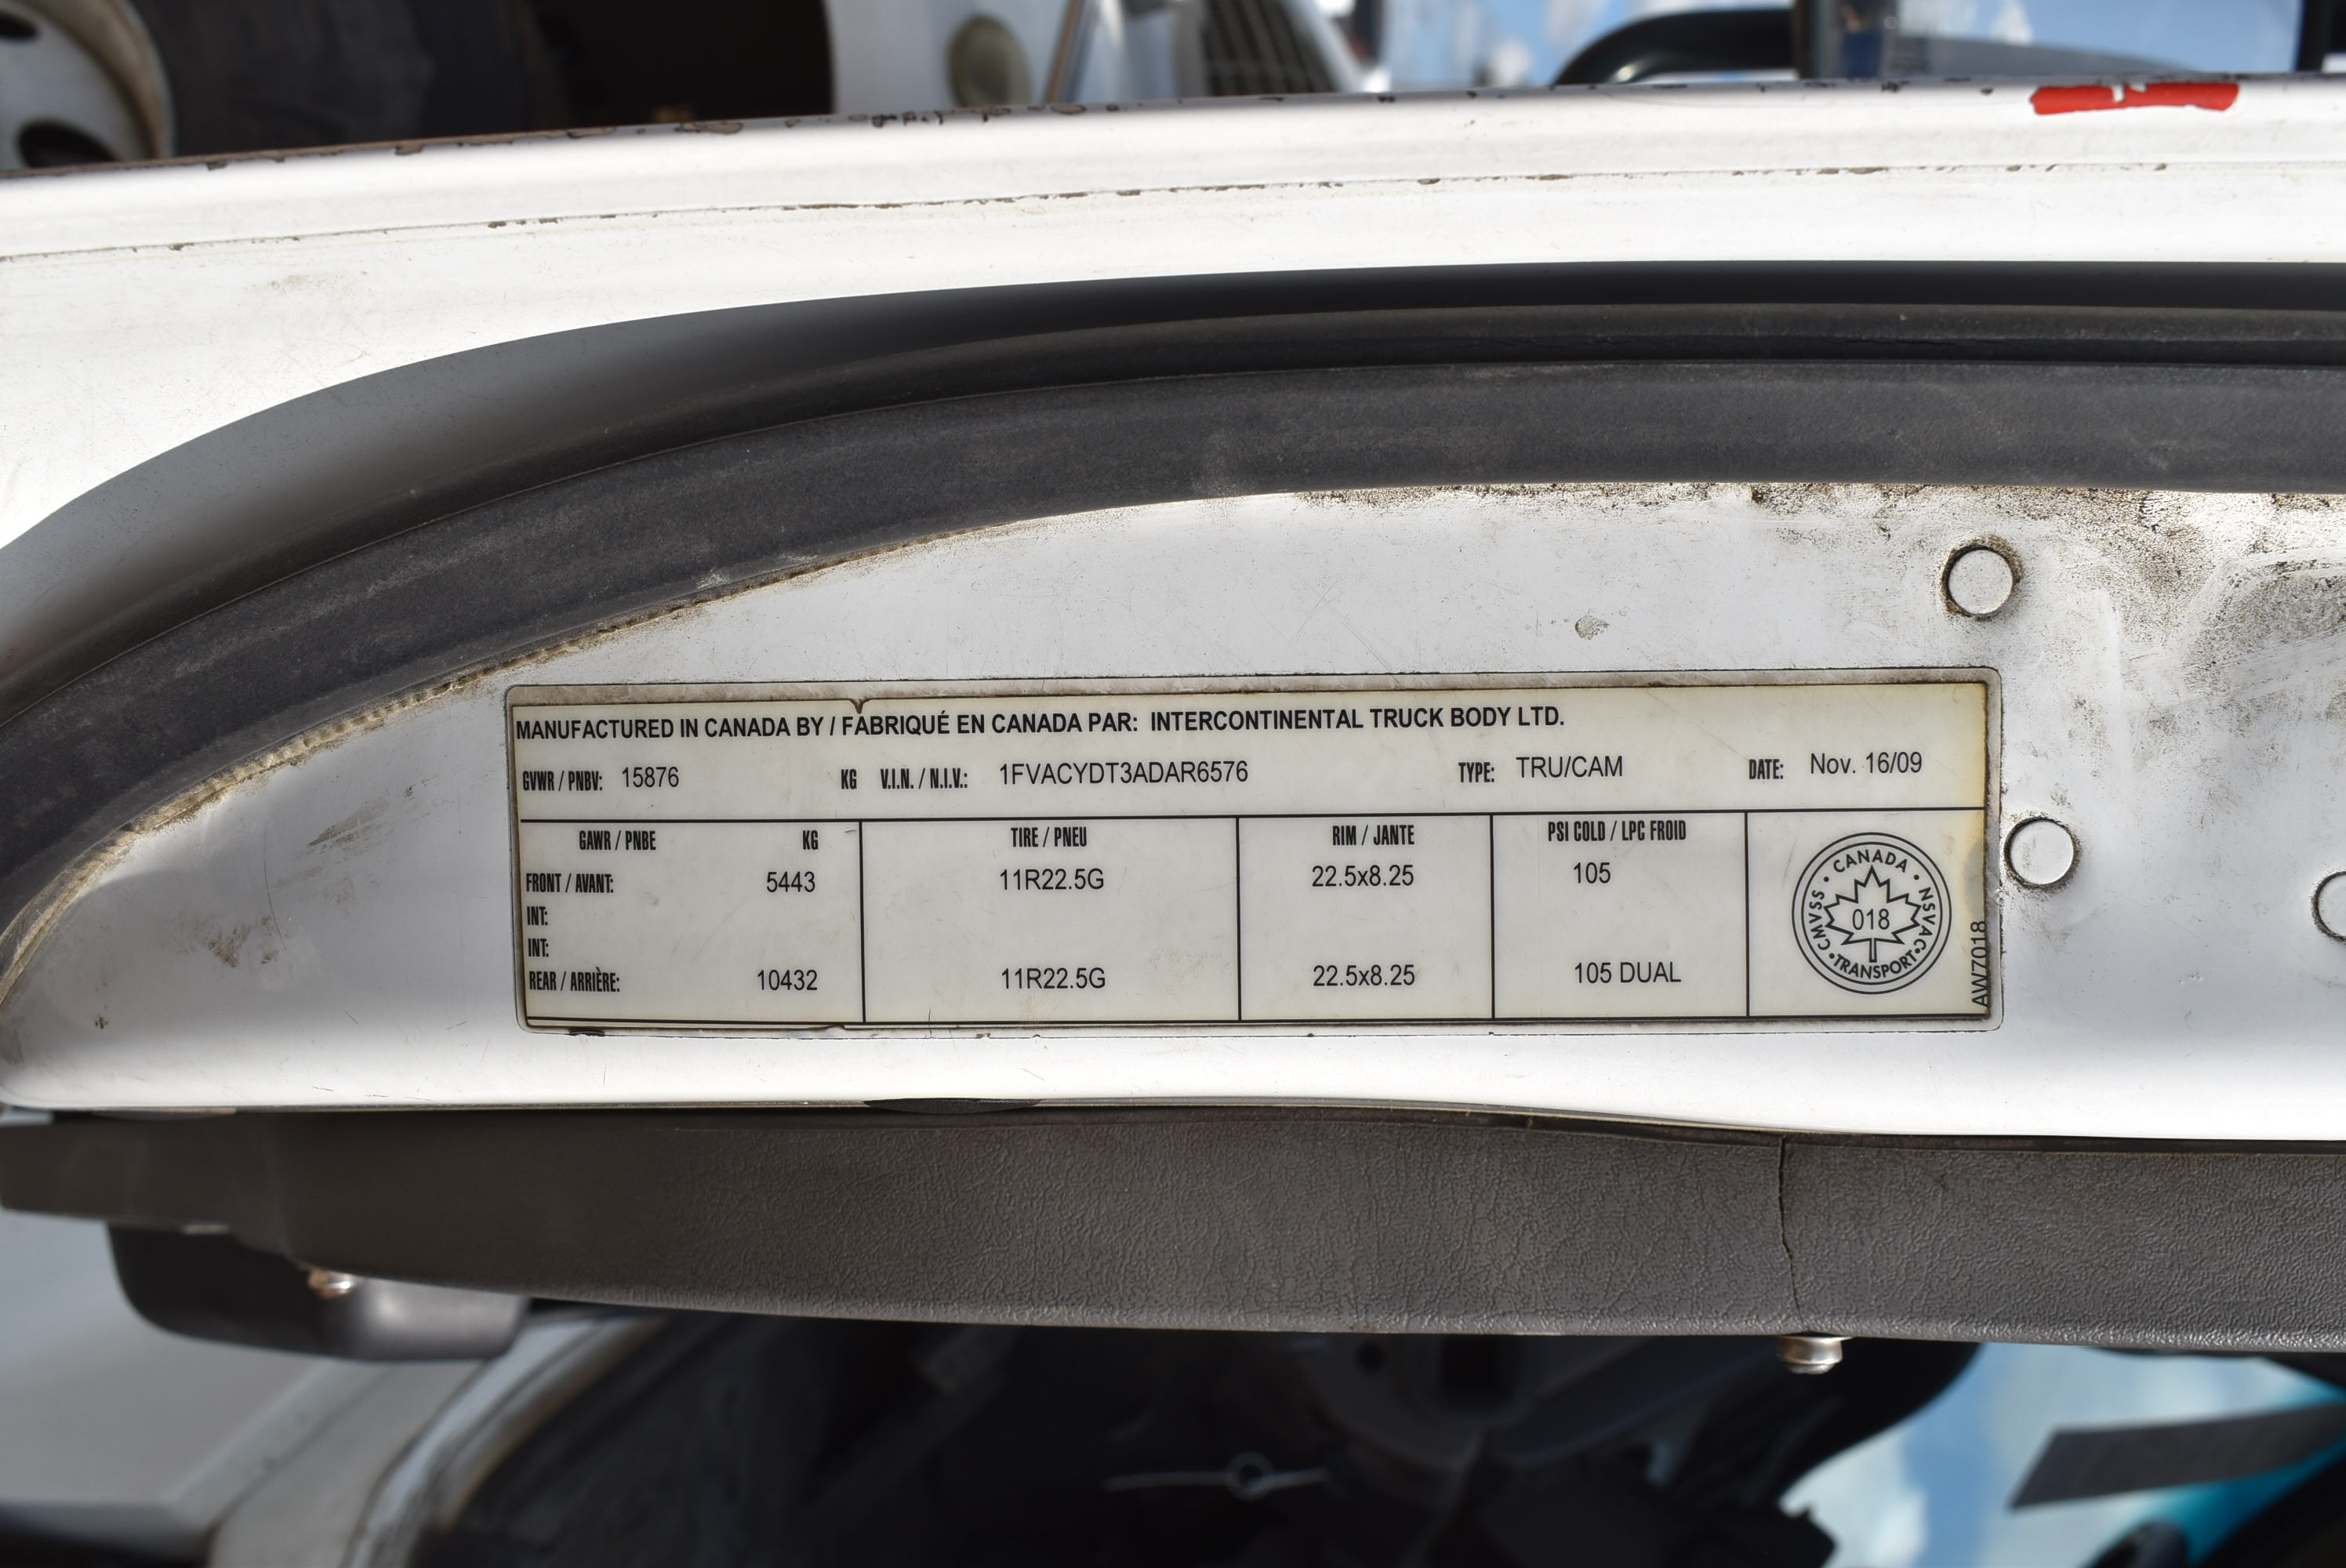 MANUFACTURED IN CANADA BY / FABRIQUÉ EN CANADA PAR: INTERCONTINENTAL TRUCK BODY LTD.
GVWR / PNBV: 15876 KG V.I.N. / N.I.V.: 1FVACYDT3ADAR6576 TYPE: TRU/CAM DATE: Nov. 16/09
GAWR / PNBE KG TIRE / PNEU RIM / JANTE PSI COLD / LPC FROID
FRONT / AVANT: 5443 11R22.5G 22.5x8.25 105
INT:
INT:
REAR / ARRIÈRE: 10432 11R22.5G 22.5x8.25 105 DUAL
CANADA • NSVAC • TRANSPORT • CMVSS •
018
AW7018